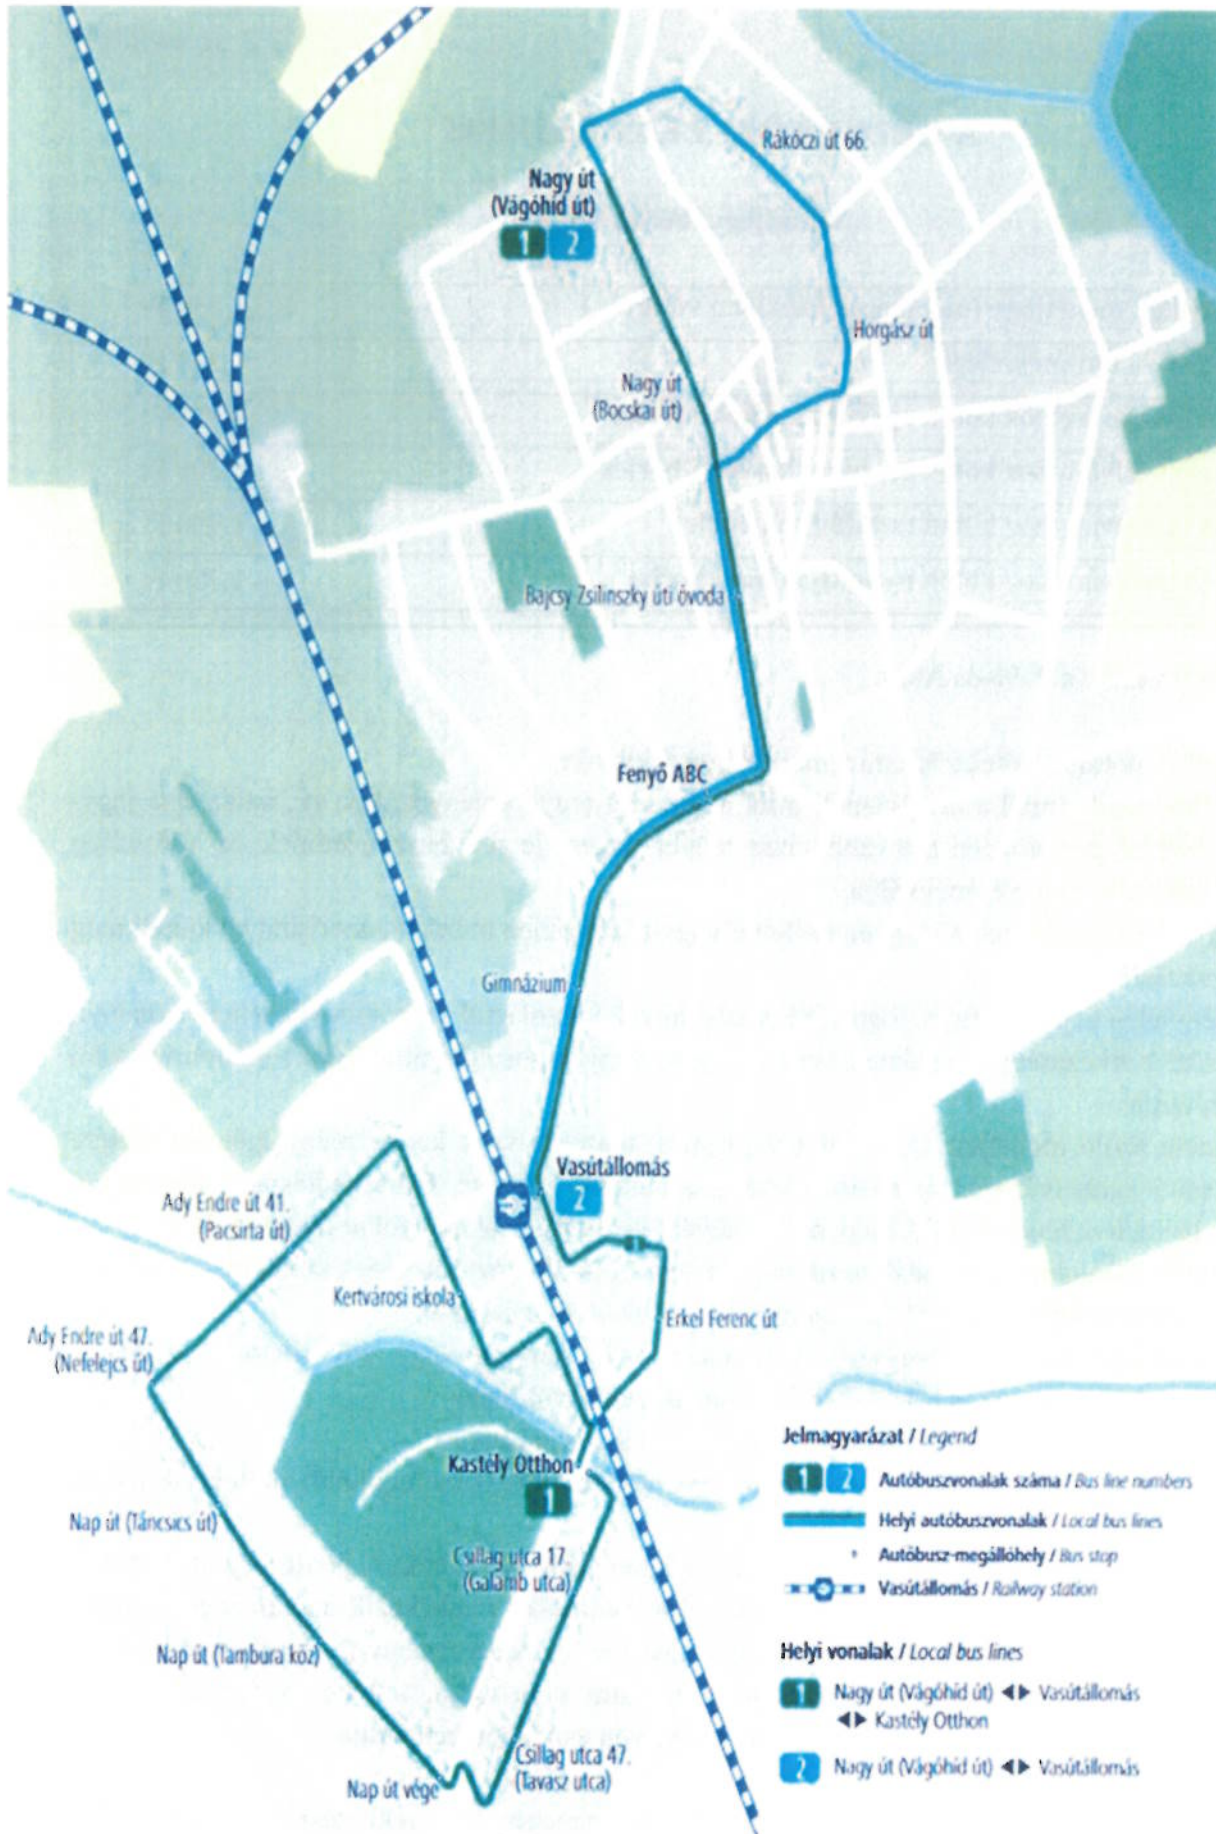 Rákóczi út 66.
Nagy út
(Vágóhíd út)
1 2
Horgász út
Nagy út
(Bocskai út)
Bajcsy Zsilinszky úti óvoda
Fenyő ABC
Gimnázium
Vasútállomás
2
Ady Endre út 41.
(Pacsirta út)
Kertvárosi iskola
Erkel Ferenc út
Ady Endre út 47.
(Nefelejcs út)
Kastély Otthon
1
Nap út (Táncsics út)
Csillag utca 17.
(Galamb utca)
Nap út (Tambura köz)
Csillag utca 47.
(Tavasz utca)
Nap út vége
Jelmagyarázat / Legend
1 2 Autóbuszvonalak száma / Bus line numbers
Helyi autóbuszvonalak / Local bus lines
Autóbusz-megállóhely / Bus stop
Vasútállomás / Railway station
Helyi vonalak / Local bus lines
1 Nagy út (Vágóhíd út) ◄► Vasútállomás
◄► Kastély Otthon
2 Nagy út (Vágóhíd út) ◄► Vasútállomás